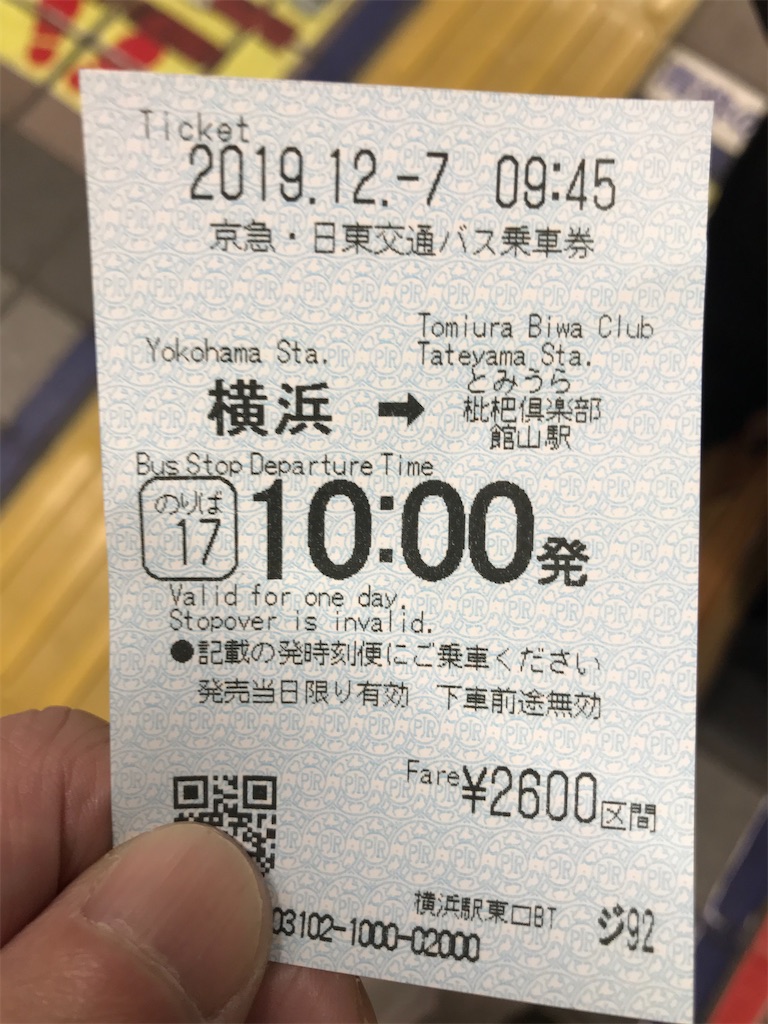 Ticket
2019.12.-7 09:45
京急・日東交通バス乗車券
Yokohama Sta.
Tomiura Biwa Club
Tateyama Sta.
横浜 → とみうら
枇杷倶楽部
館山駅
Bus Stop Departure Time
のりば
17 10:00発
Valid for one day.
Stopover is invalid.
●記載の発時刻便にご乗車ください
発売当日限り有効 下車前途無効
Fare ¥2600区間
横浜駅東口BT ジ92
03102-1000-02000